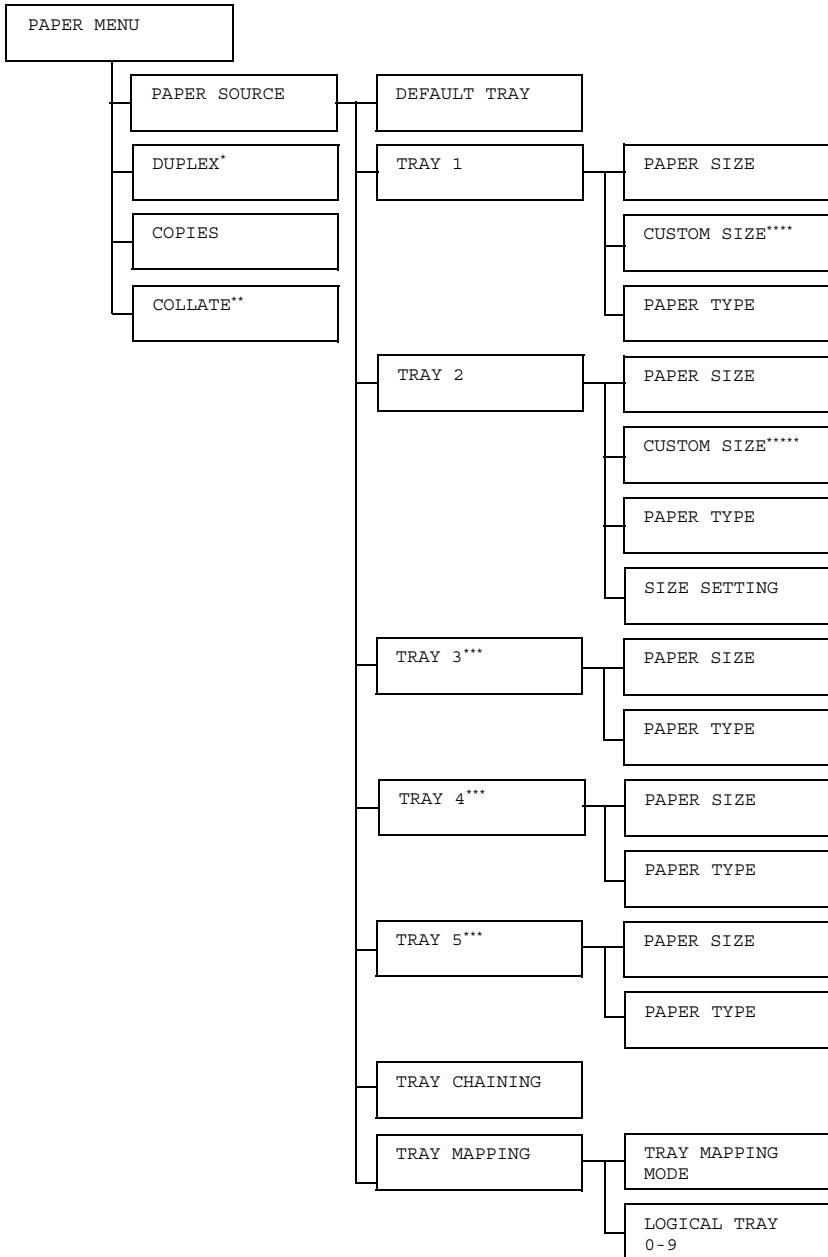 PAPER MENU
PAPER SOURCE
DEFAULT TRAY
DUPLEX*
TRAY 1
PAPER SIZE
COPIES
CUSTOM SIZE****
COLLATE**
PAPER TYPE
TRAY 2
PAPER SIZE
CUSTOM SIZE*****
PAPER TYPE
SIZE SETTING
TRAY 3***
PAPER SIZE
PAPER TYPE
TRAY 4***
PAPER SIZE
PAPER TYPE
TRAY 5***
PAPER SIZE
PAPER TYPE
TRAY CHAINING
TRAY MAPPING
TRAY MAPPING
MODE
LOGICAL TRAY
0-9